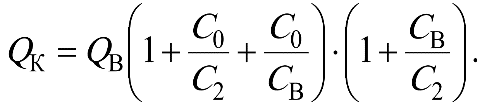 Q_К = Q_В (1 + C_0/C_2 + C_0/C_В) · (1 + C_В/C_2).